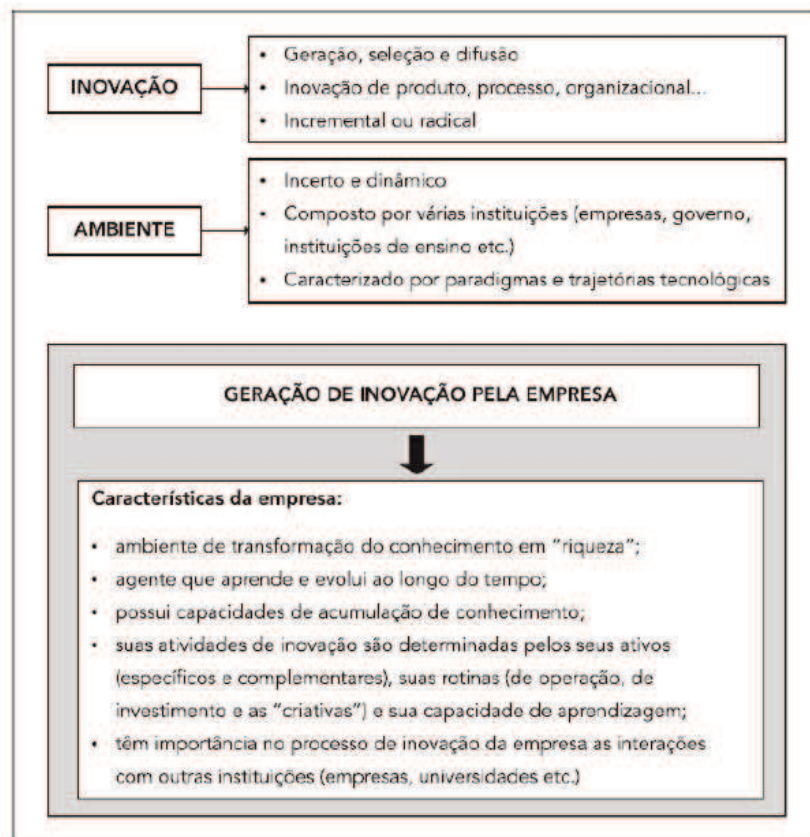 INOVAÇÃO
• Geração, seleção e difusão
• Inovação de produto, processo, organizacional...
• Incremental ou radical
AMBIENTE
• Incerto e dinâmico
• Composto por várias instituições (empresas, governo,
instituições de ensino etc.)
• Caracterizado por paradigmas e trajetórias tecnológicas
GERAÇÃO DE INOVAÇÃO PELA EMPRESA
Características da empresa:
• ambiente de transformação do conhecimento em “riqueza”;
• agente que aprende e evolui ao longo do tempo;
• possui capacidades de acumulação de conhecimento;
• suas atividades de inovação são determinadas pelos seus ativos
(específicos e complementares), suas rotinas (de operação, de
investimento e as “criativas”) e sua capacidade de aprendizagem;
• têm importância no processo de inovação da empresa as interações
com outras instituições (empresas, universidades etc.)